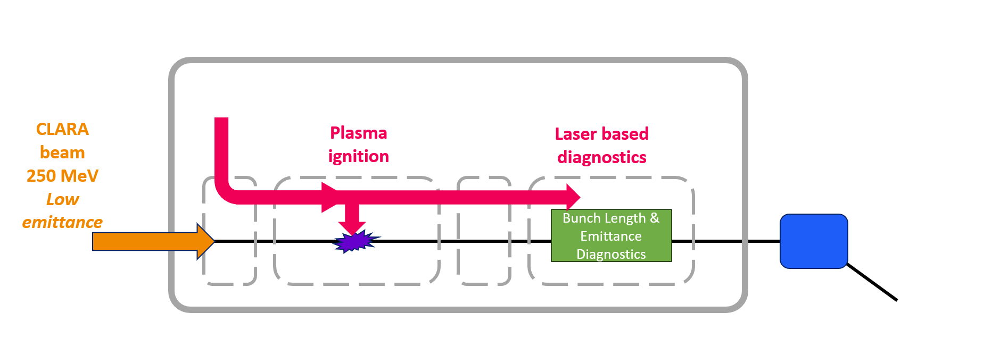 CLARA
beam
250 MeV
Low
emittance
Plasma
ignition
Laser based
diagnostics
Bunch Length &
Emittance
Diagnostics